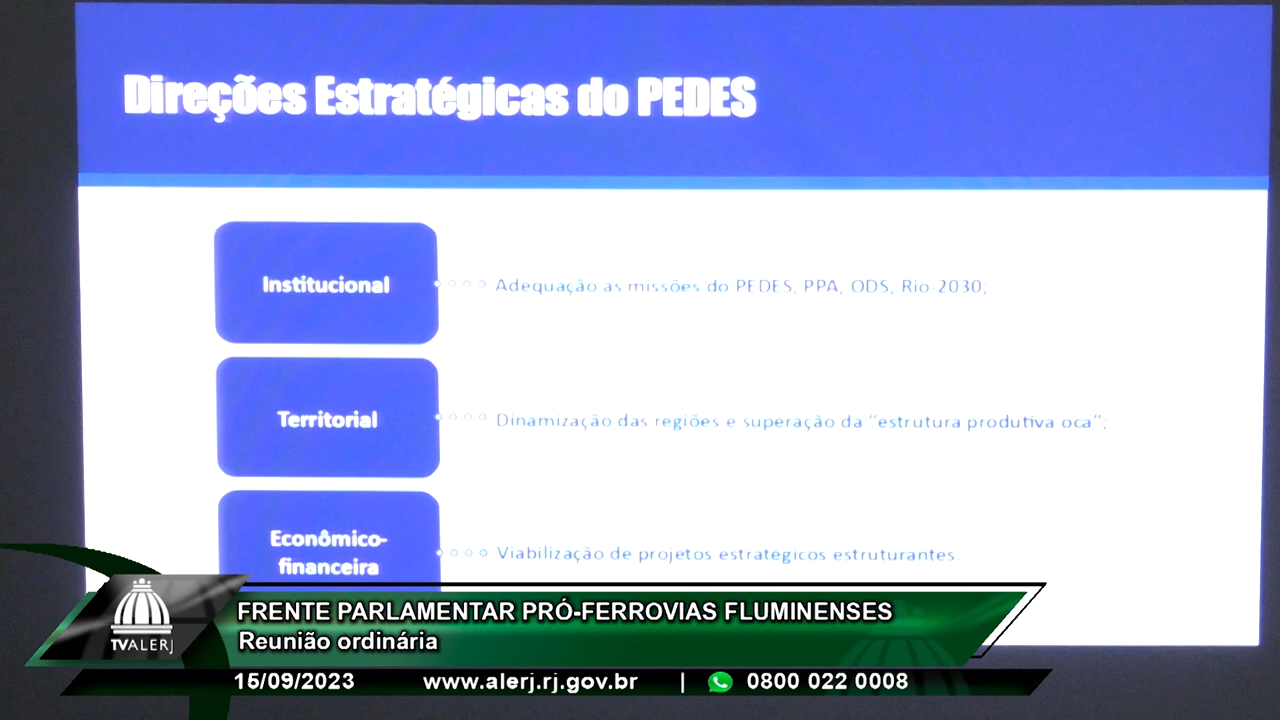 Direções Estratégicas do PEDES
Institucional
Adequação as missões do PEDES, PPA, ODS, Rio-2030;
Territorial
Dinamização das regiões e superação da “estrutura produtiva oca”;
Econômico-
financeira
Viabilização de projetos estrategicos estruturantes.
FRENTE PARLAMENTAR PRÓ-FERROVIAS FLUMINENSES
Reunião ordinária
TVALERJ
15/09/2023 www.alerj.rj.gov.br | 0800 022 0008